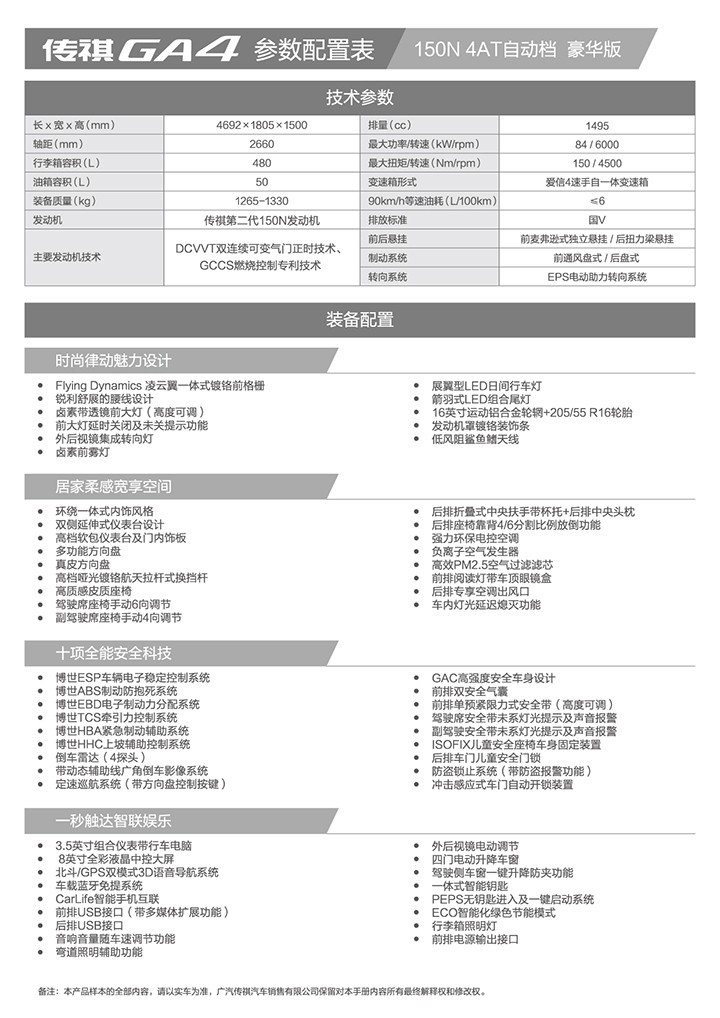 传祺GA4 参数配置表 150N 4AT自动档 豪华版
技术参数
长 x 宽 x 高(mm) 4692×1805×1500 排量(cc) 1495
轴距(mm) 2660 最大功率/转速(kW/rpm) 84 / 6000
行李箱容积(L) 480 最大扭矩/转速(Nm/rpm) 150 / 4500
油箱容积(L) 50 变速箱形式 爱信4速手自一体变速箱
装备质量(kg) 1265-1330 90km/h等速油耗(L/100km) ≤6
发动机 传祺第二代150N发动机 排放标准 国V
主要发动机技术 DCVVT双连续可变气门正时技术、
GCCS燃烧控制专利技术
前后悬挂 前麦弗逊式独立悬挂 / 后扭力梁悬挂
制动系统 前通风盘式 / 后盘式
转向系统 EPS电动助力转向系统
装备配置
时尚律动魅力设计
Flying Dynamics 凌云翼一体式镀铬前格栅
锐利舒展的腰线设计
卤素带透镜前大灯(高度可调)
前大灯延时关闭及未关提示功能
外后视镜集成转向灯
卤素前雾灯
展翼型LED日间行车灯
箭羽式LED组合尾灯
16英寸运动铝合金轮辋+205/55 R16轮胎
发动机罩镀铬装饰条
低风阻鲨鱼鳍天线
居家柔感宽享空间
环绕一体式内饰风格
双侧延伸式仪表台设计
高档软包仪表台及门内饰板
多功能方向盘
真皮方向盘
高档哑光镀铬航天拉杆式换挡杆
高质感皮质座椅
驾驶席座椅手动6向调节
副驾驶席座椅手动4向调节
后排折叠式中央扶手带杯托+后排中央头枕
后排座椅靠背4/6分割比例放倒功能
强力环保电控空调
负离子空气发生器
高效PM2.5空气过滤滤芯
前排阅读灯带车顶眼镜盒
后排专享空调出风口
车内灯光延迟熄灭功能
十项全能安全科技
博世ESP车辆电子稳定控制系统
博世ABS制动防抱死系统
博世EBD电子制动力分配系统
博世TCS牵引力控制系统
博世HBA紧急制动辅助系统
博世HHC上坡辅助控制系统
倒车雷达(4探头)
带动态辅助线广角倒车影像系统
定速巡航系统(带方向盘控制按键)
GAC高强度安全车身设计
前排双安全气囊
前排单预紧限力式安全带(高度可调)
驾驶席安全带未系灯光提示及声音报警
副驾驶安全带未系灯光提示及声音报警
ISOFIX儿童安全座椅车身固定装置
后排车门儿童安全门锁
防盗锁止系统(带防盗报警功能)
冲击感应式车门自动开锁装置
一秒触达智联娱乐
3.5英寸组合仪表带行车电脑
8英寸全彩液晶中控大屏
北斗/GPS双模式3D语音导航系统
车载蓝牙免提系统
CarLife智能手机互联
前排USB接口(带多媒体扩展功能)
后排USB接口
音响音量随车速调节功能
弯道照明辅助功能
外后视镜电动调节
四门电动升降车窗
驾驶侧车窗一键升降防夹功能
一体式智能钥匙
PEPS无钥匙进入及一键启动系统
ECO智能化绿色节能模式
行李箱照明灯
前排电源输出接口
备注：本产品样本的全部内容，请以实车为准，广汽传祺汽车销售有限公司保留对本手册内容所有最终解释权和修改权。